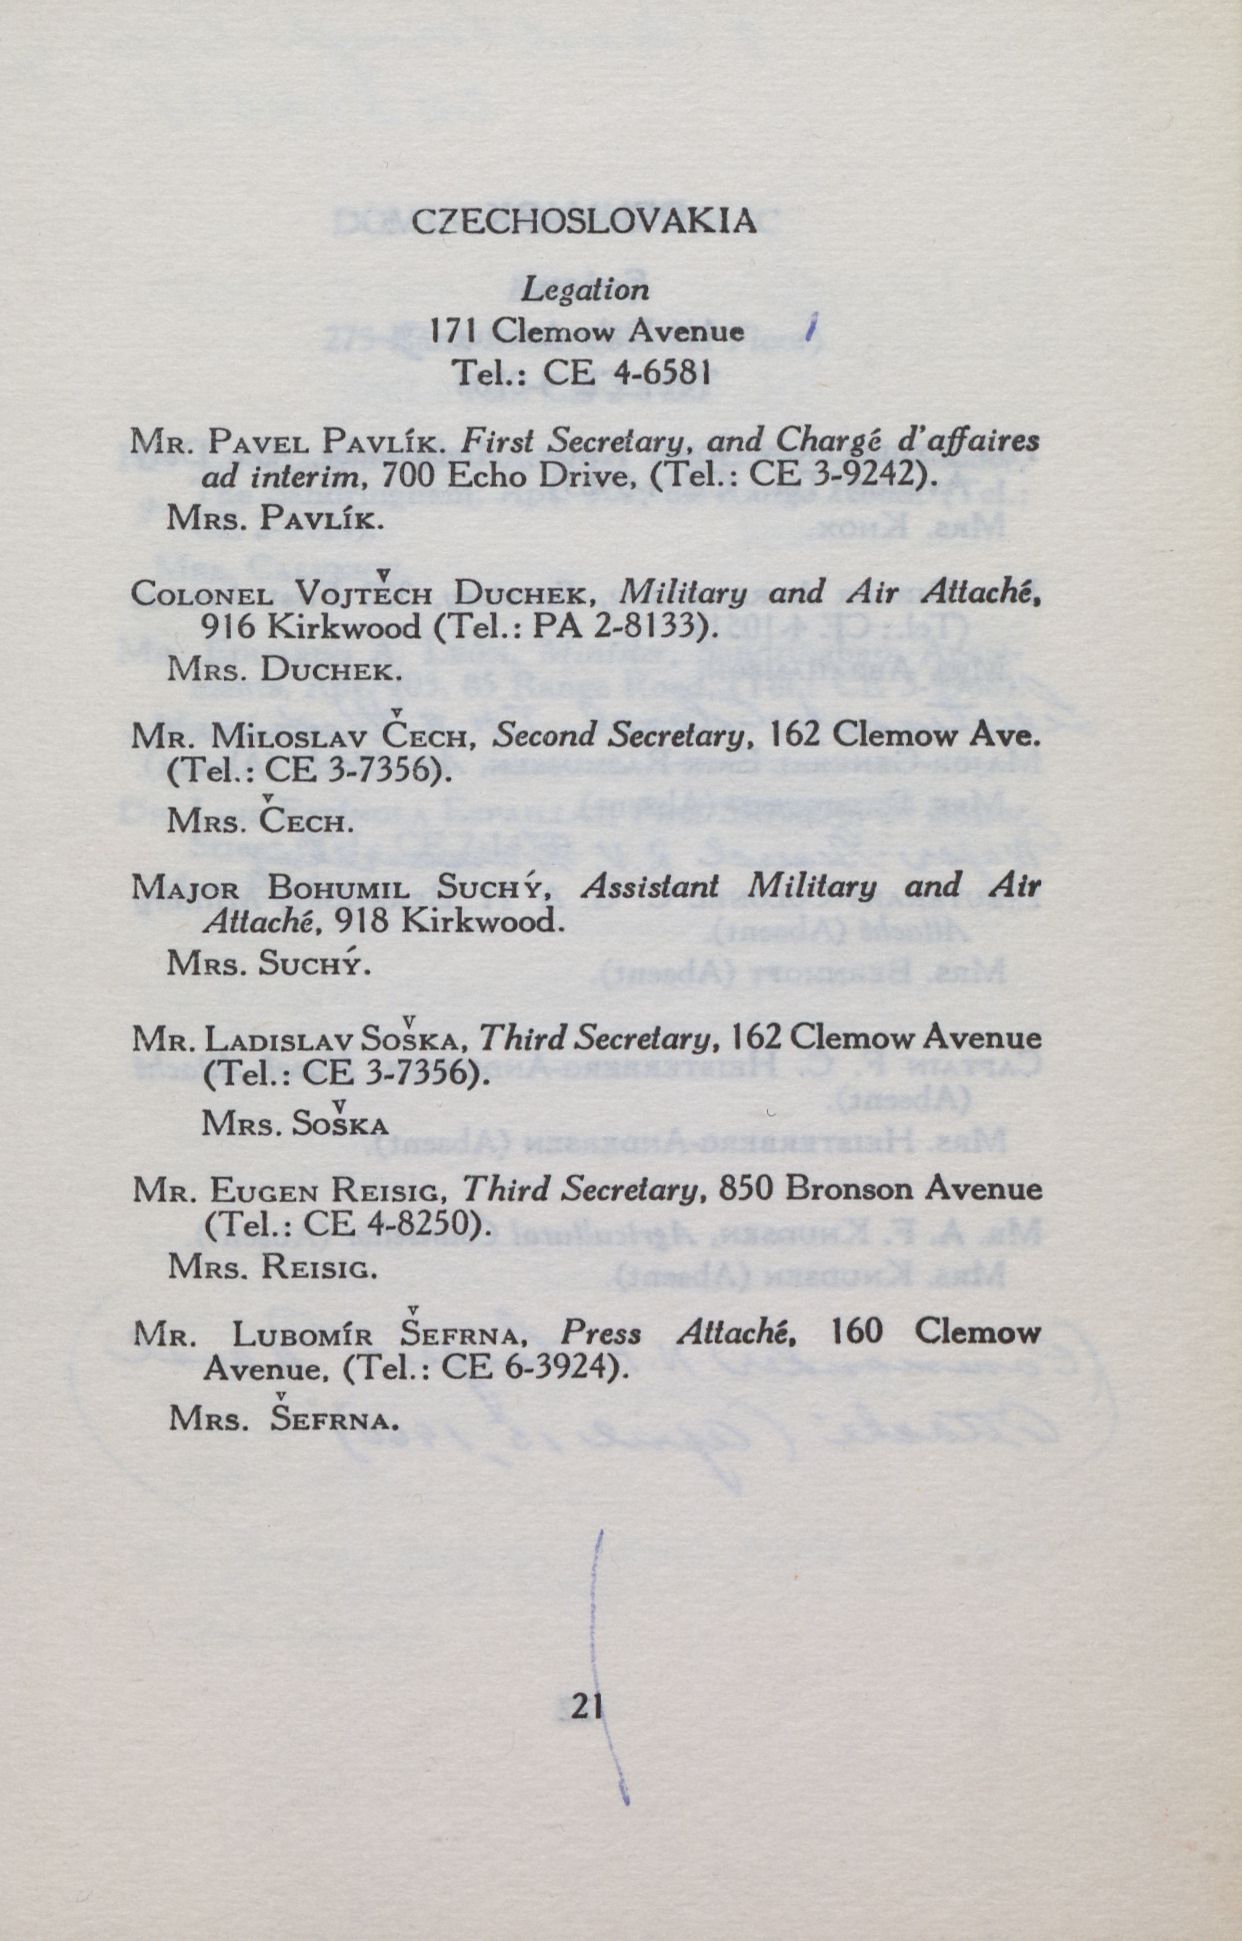 CZECHOSLOVAKIA
Legation
171 Clemow Avenue
Tel.: CE 4-6581
MR. PAVEL PAVLÍK. First Secretary, and Chargé d'affaires
ad interim, 700 Echo Drive, (Tel.: CE 3-9242).
MRS. PAVLÍK.
COLONEL VOJTĚCH DUCHEK, Military and Air Attaché,
916 Kirkwood (Tel.: PA 2-8133).
MRS. DUCHEK.
MR. MILOSLAV ČECH, Second Secretary, 162 Clemow Ave.
(Tel.: CE 3-7356).
MRS. ČECH.
MAJOR BOHUMIL SUCHÝ, Assistant Military and Air
Attaché, 918 Kirkwood.
MRS. SUCHÝ.
MR. LADISLAV SOŠKA, Third Secretary, 162 Clemow Avenue
(Tel.: CE 3-7356).
MRS. SOŠKA
MR. EUGEN REISIG, Third Secretary, 850 Bronson Avenue
(Tel.: CE 4-8250).
MRS. REISIG.
MR. LUBOMÍR ŠEFRNA, Press Attaché, 160 Clemow
Avenue, (Tel.: CE 6-3924).
MRS. ŠEFRNA.
21